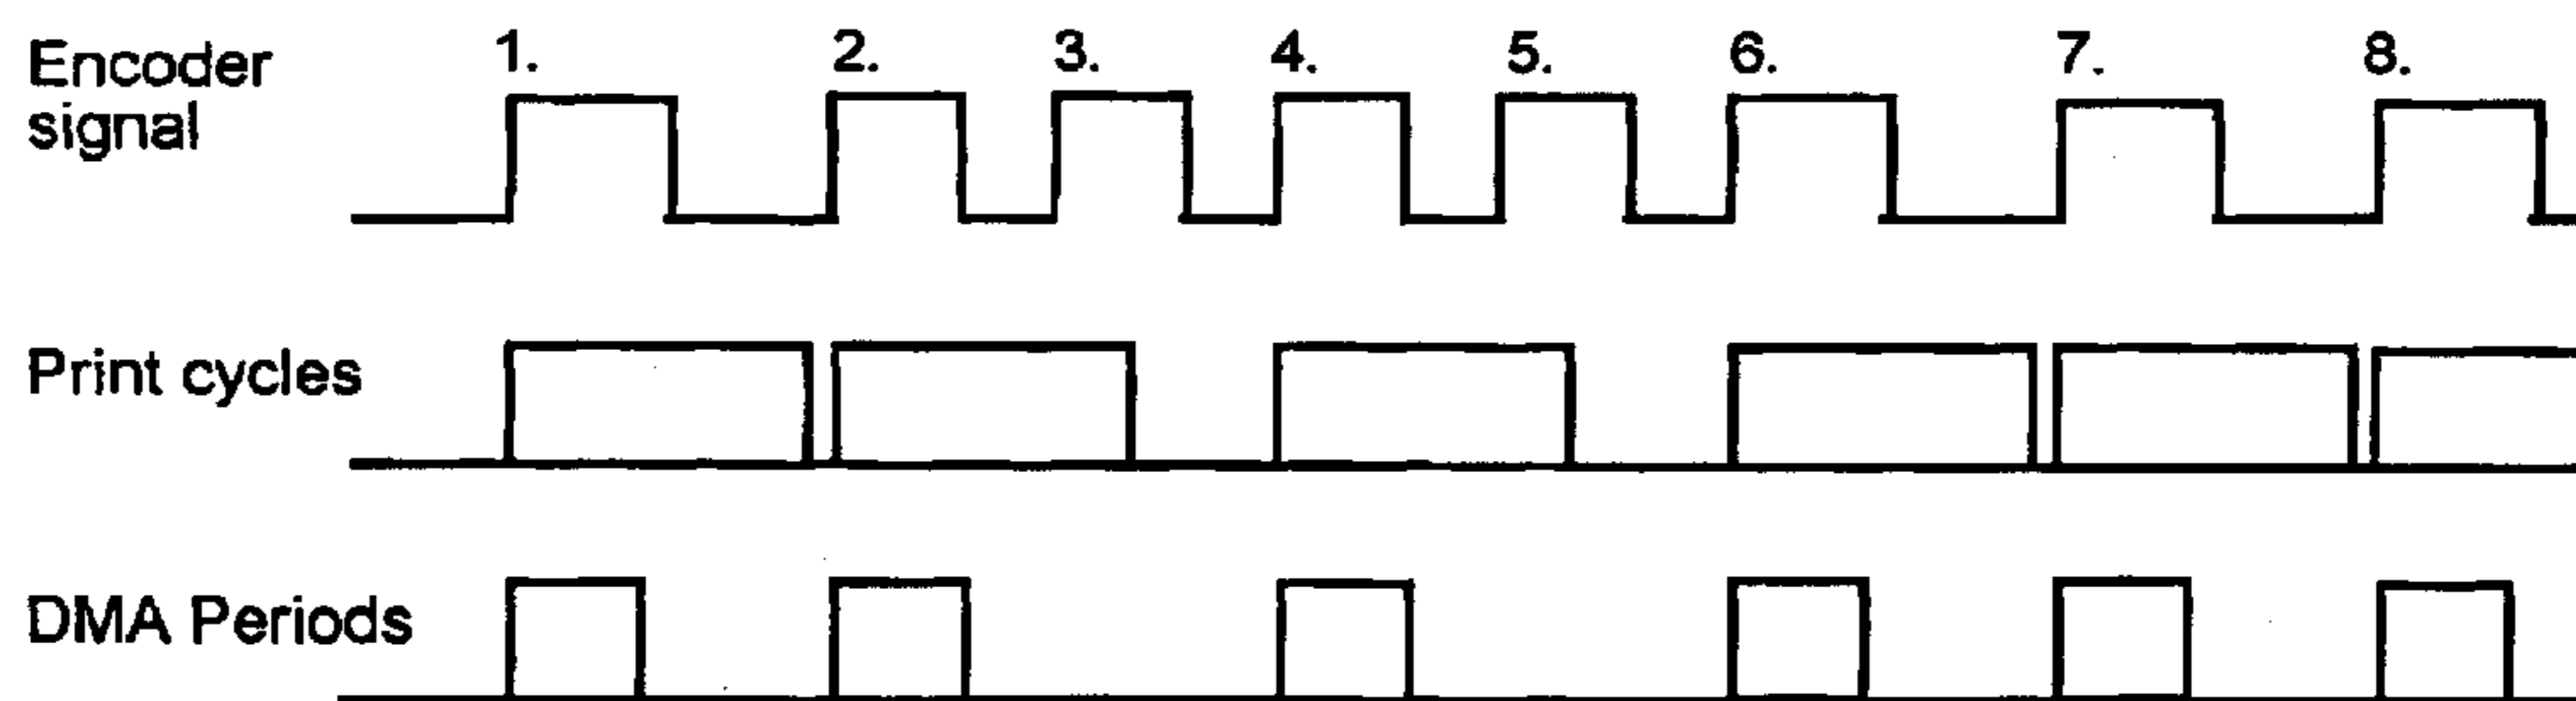 Encoder
signal
1. 2. 3. 4. 5. 6. 7. 8.
Print cycles
DMA Periods